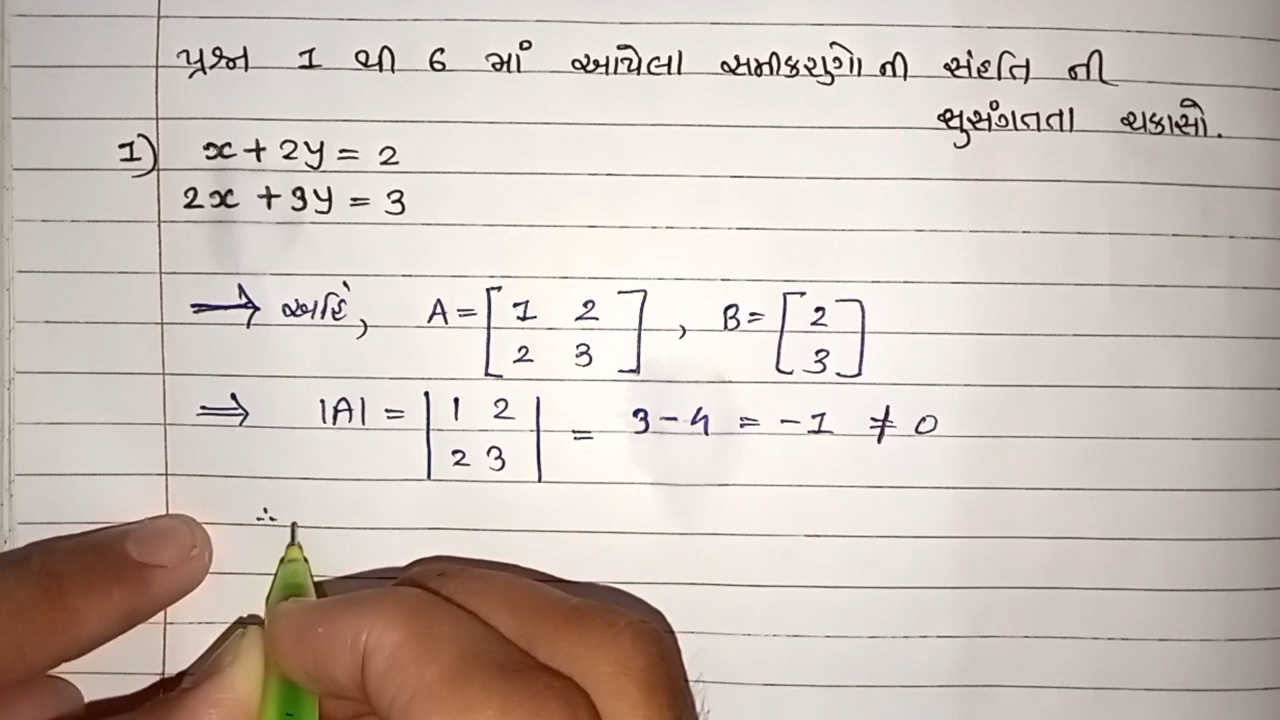 પ્રશ્ન 1 થી 6 માં આપેલા સમીકરણો ની સંહતિ ની
સુસંગતતા ચકાસો.
1) x + 2y = 2
2x + 3y = 3
⟹ અહિં, A = [1 2 2 3], B = [2 3]
⟹ |A| = |1 2 2 3| = 3 - 4 = -1 ≠ 0
∴